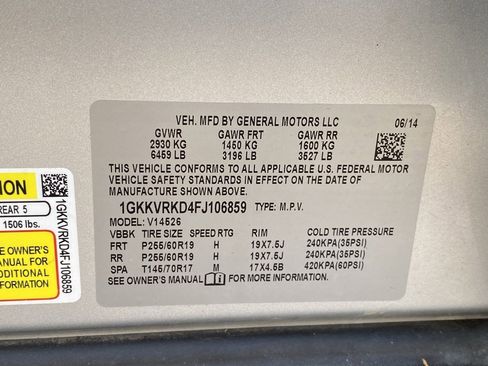 VEH. MFD BY GENERAL MOTORS LLC 06/14
GVWR GAWR FRT GAWR RR
2930 KG 1450 KG 1600 KG
6459 LB 3196 LB 3527 LB
THIS VEHICLE CONFORMS TO ALL APPLICABLE U.S. FEDERAL MOTOR
VEHICLE SAFETY STANDARDS IN EFFECT ON THE DATE OF
MANUFACTURE SHOWN ABOVE.
1GKKVRKD4FJ106859 TYPE: M.P.V.
MODEL: V14526
VBBK TIRE SIZE SPEED RTG RIM COLD TIRE PRESSURE
FRT P255/60R19 H 19X7.5J 240KPA(35PSI)
RR P255/60R19 H 19X7.5J 240KPA(35PSI)
SPA T145/70R17 M 17X4.5B 420KPA(60PSI)
SEE OWNER'S MANUAL FOR MORE INFORMATION.
ION
REAR 5
1506 lbs.
EE OWNER'S
ANUAL FOR
DITIONAL
ORMATION
1GKKVRKD4FJ106859